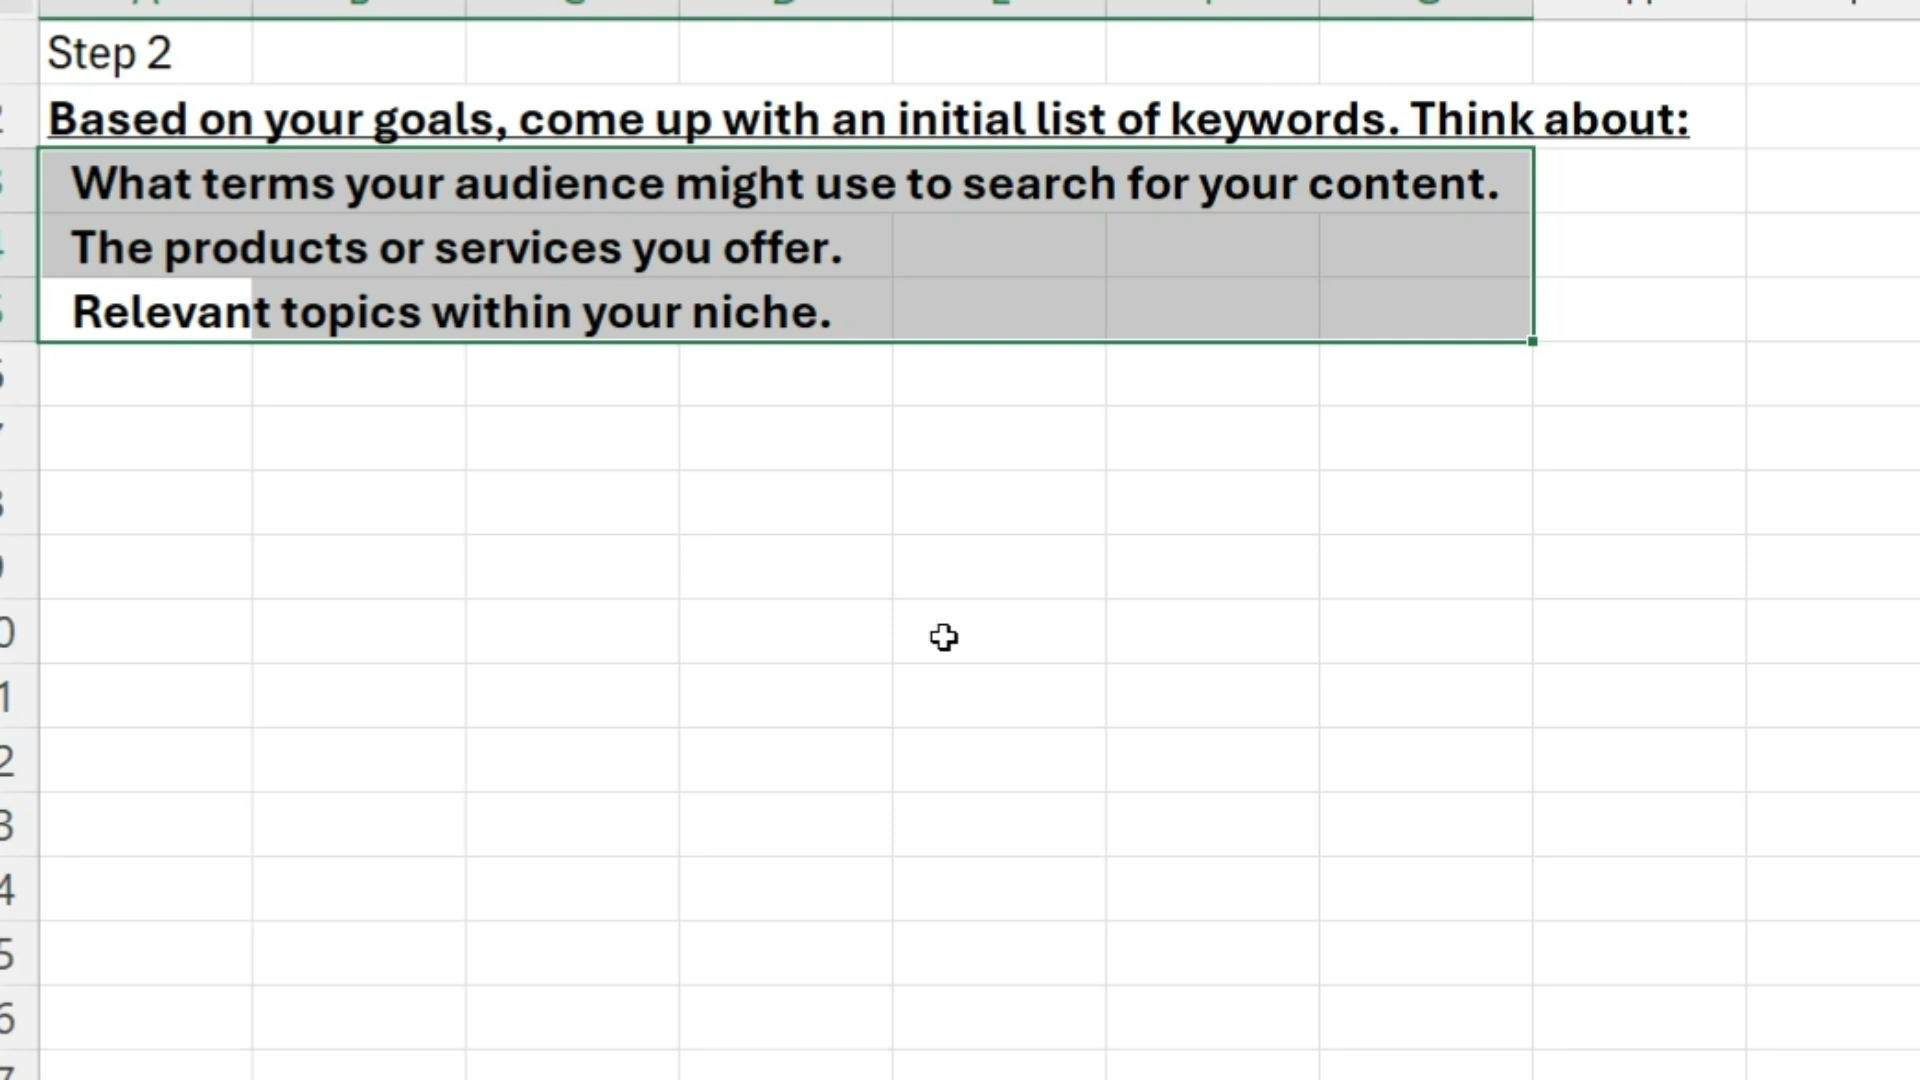 Step 2
Based on your goals, come up with an initial list of keywords. Think about:
What terms your audience might use to search for your content.
The products or services you offer.
Relevant topics within your niche.